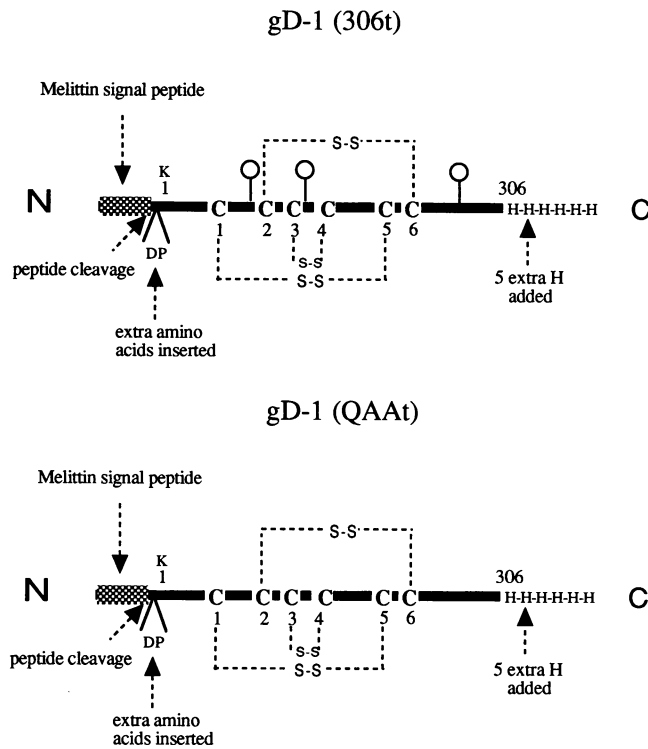 gD-1 (306t)
Melittin signal peptide
S-S
K
1
306
N
C C C C C C
H-H-H-H-H-H
C
1 2 3 4 5 6
DP
peptide cleavage
S-S
S-S
5 extra H
added
extra amino
acids inserted
gD-1 (QAAt)
Melittin signal peptide
S-S
K
1
306
N
C C C C C C
H-H-H-H-H-H
C
1 2 3 4 5 6
DP
peptide cleavage
S-S
S-S
5 extra H
added
extra amino
acids inserted